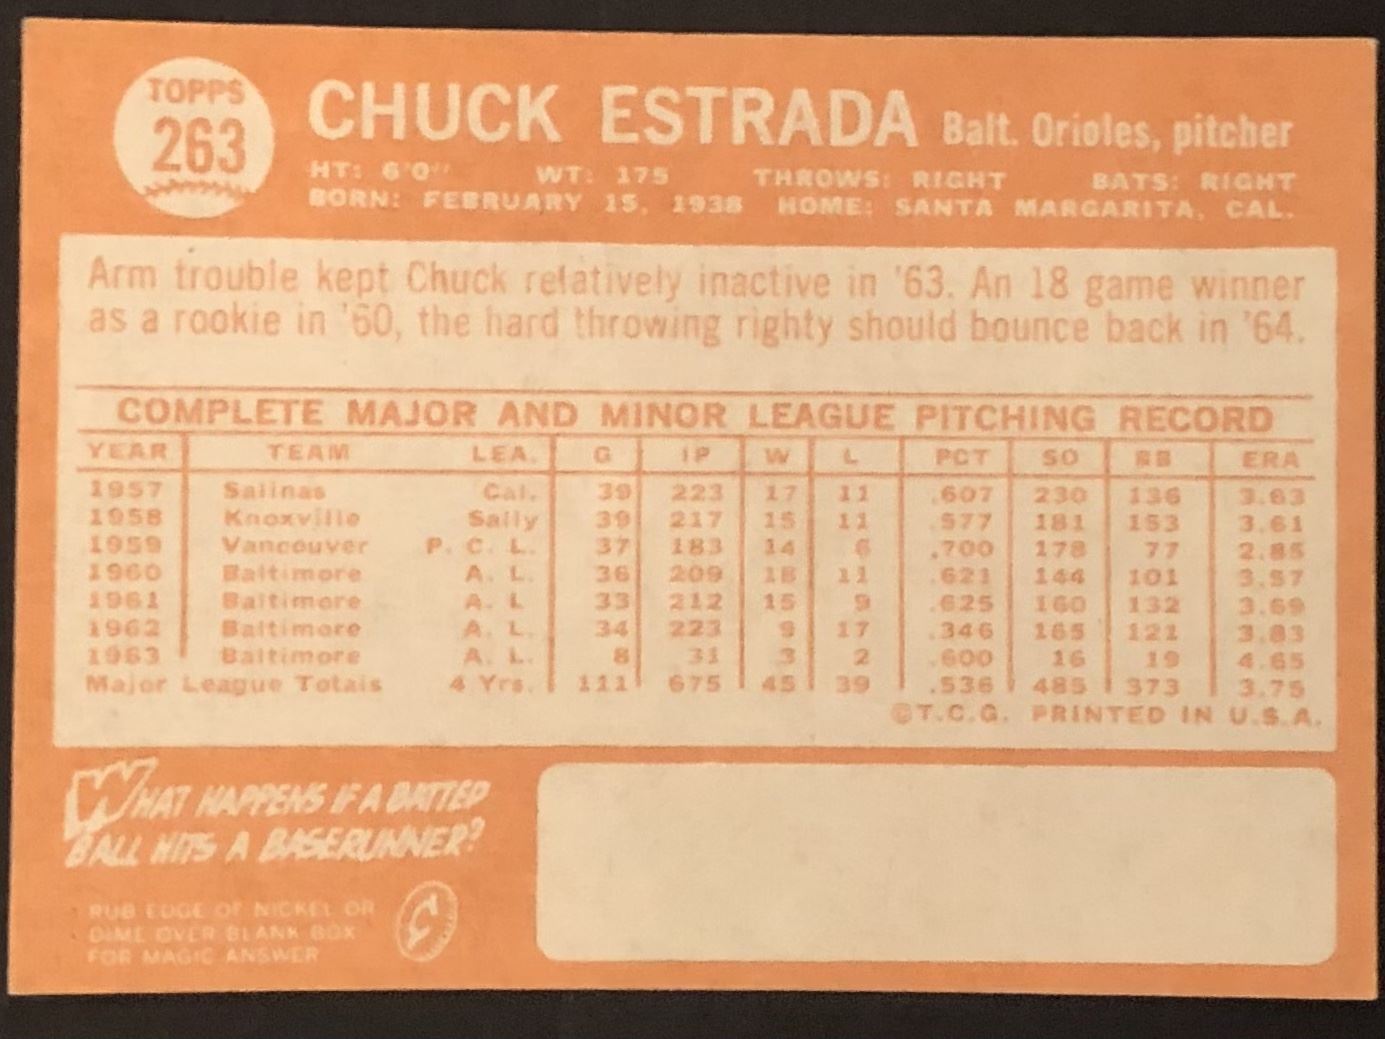 TOPPS
263
CHUCK ESTRADA Balt. Orioles, pitcher
HT: 6'0" WT: 175 THROWS: RIGHT BATS: RIGHT
BORN: FEBRUARY 15, 1938 HOME: SANTA MARGARITA, CAL.
Arm trouble kept Chuck relatively inactive in '63. An 18 game winner
as a rookie in '60, the hard throwing righty should bounce back in '64.
COMPLETE MAJOR AND MINOR LEAGUE PITCHING RECORD
YEAR TEAM LEA. G IP W L PCT SO BB ERA
1957 Salinas Cal. 39 223 17 11 .607 230 136 3.63
1958 Knoxville Sally 39 217 15 11 .577 181 153 3.61
1959 Vancouver P. C. L. 37 183 14 6 .700 178 77 2.85
1960 Baltimore A. L. 36 209 18 11 .621 144 101 3.57
1961 Baltimore A. L 33 212 15 9 .625 160 132 3.69
1962 Baltimore A. L. 34 223 9 17 .346 165 121 3.83
1963 Baltimore A. L. 8 31 3 2 .600 16 19 4.65
Major League Totals 4 Yrs. 111 675 45 39 .536 485 373 3.75
©T.C.G. PRINTED IN U.S.A.
WHAT HAPPENS IF A BATTED
BALL HITS A BASERUNNER?
RUB EDGE OF NICKEL OR
DIME OVER BLANK BOX
FOR MAGIC ANSWER